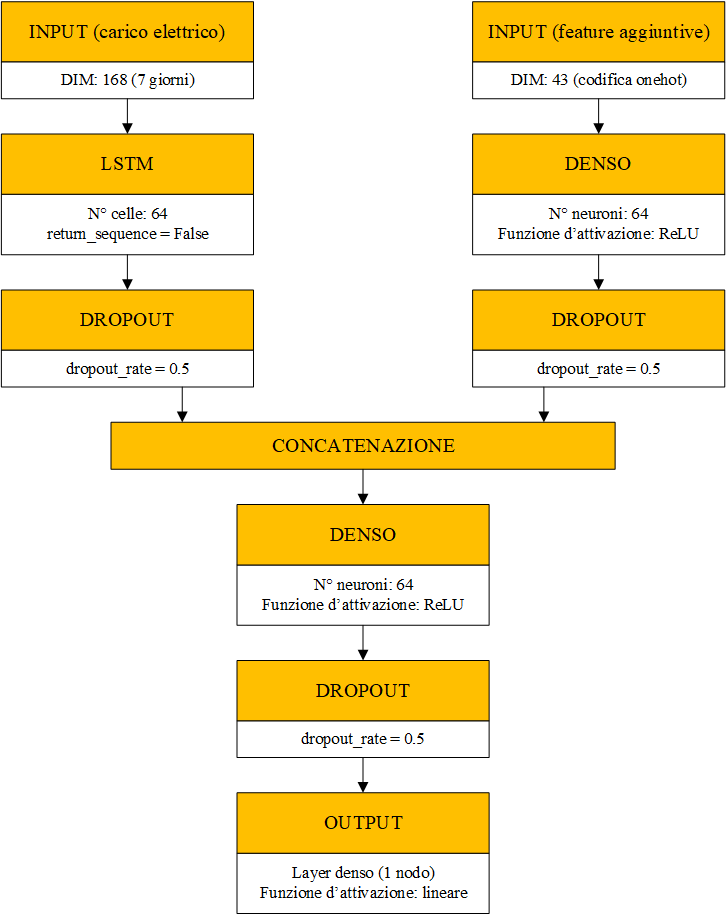 INPUT (carico elettrico)
DIM: 168 (7 giorni)
INPUT (feature aggiuntive)
DIM: 43 (codifica onehot)
LSTM
N° celle: 64
return_sequence = False
DENSO
N° neuroni: 64
Funzione d’attivazione: ReLU
DROPOUT
dropout_rate = 0.5
DROPOUT
dropout_rate = 0.5
CONCATENAZIONE
DENSO
N° neuroni: 64
Funzione d’attivazione: ReLU
DROPOUT
dropout_rate = 0.5
OUTPUT
Layer denso (1 nodo)
Funzione d’attivazione: lineare